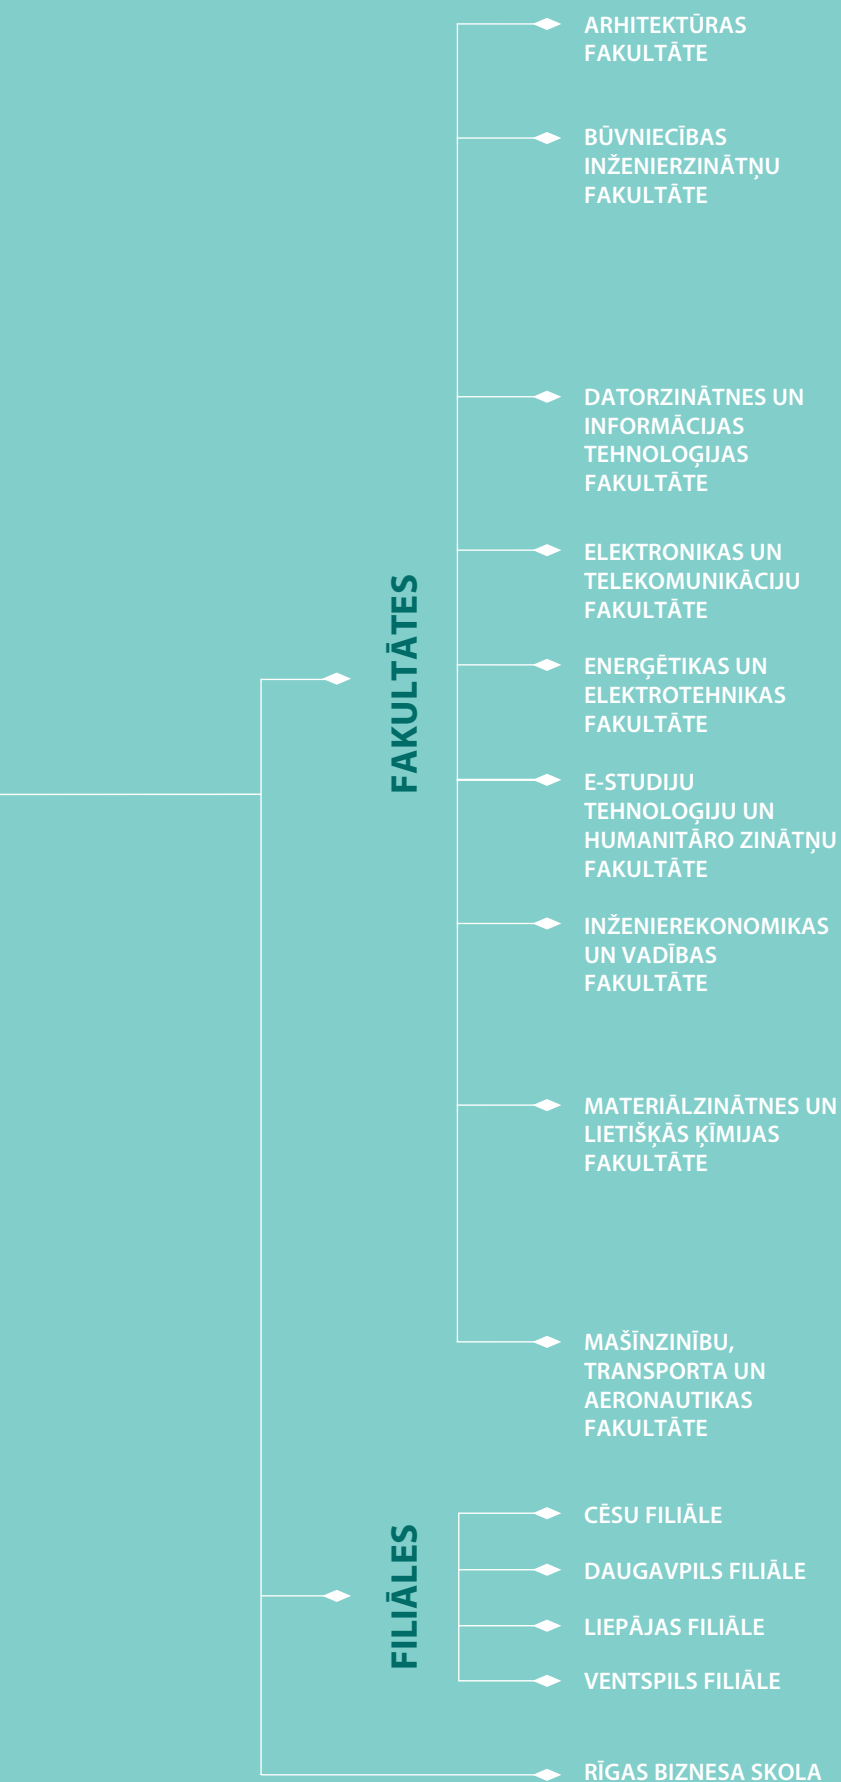 ARHITEKTŪRAS
FAKULTĀTE
BŪVNIECĪBAS
INŽENIERZINĀTŅU
FAKULTĀTE
DATORZINĀTNES UN
INFORMĀCIJAS
TEHNOLOĢIJAS
FAKULTĀTE
ELEKTRONIKAS UN
TELEKOMUNIKĀCIJU
FAKULTĀTE
FAKULTĀTES
ENERĢĒTIKAS UN
ELEKTROTEHNIKAS
FAKULTĀTE
E-STUDIJU
TEHNOLOĢIJU UN
HUMANITĀRO ZINĀTŅU
FAKULTĀTE
INŽENIEREKONOMIKAS
UN VADĪBAS
FAKULTĀTE
MATERIĀLZINĀTNES UN
LIETIŠĶĀS ĶĪMIJAS
FAKULTĀTE
MAŠĪNZINĪBU,
TRANSPORTA UN
AERONAUTIKAS
FAKULTĀTE
FILIĀLES
CĒSU FILIĀLE
DAUGAVPILS FILIĀLE
LIEPĀJAS FILIĀLE
VENTSPILS FILIĀLE
RĪGAS BIZNESA SKOLA